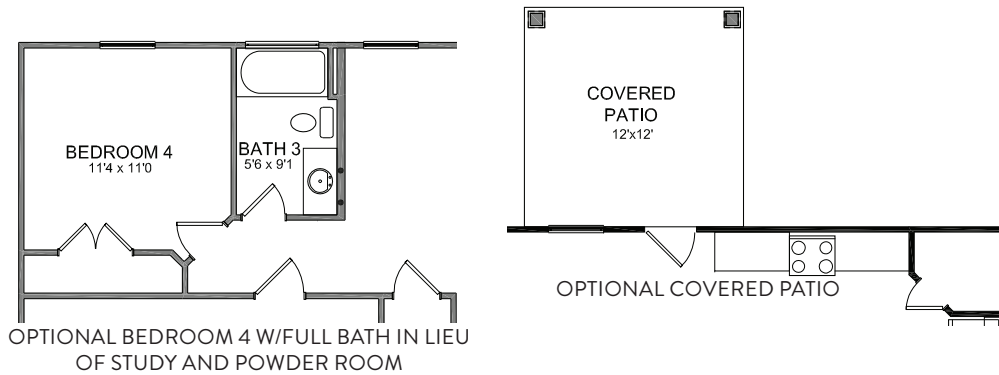 BEDROOM 4
11'4 x 11'0
BATH 3
5'6 x 9'1
OPTIONAL BEDROOM 4 W/FULL BATH IN LIEU
OF STUDY AND POWDER ROOM
COVERED
PATIO
12'x12'
OPTIONAL COVERED PATIO